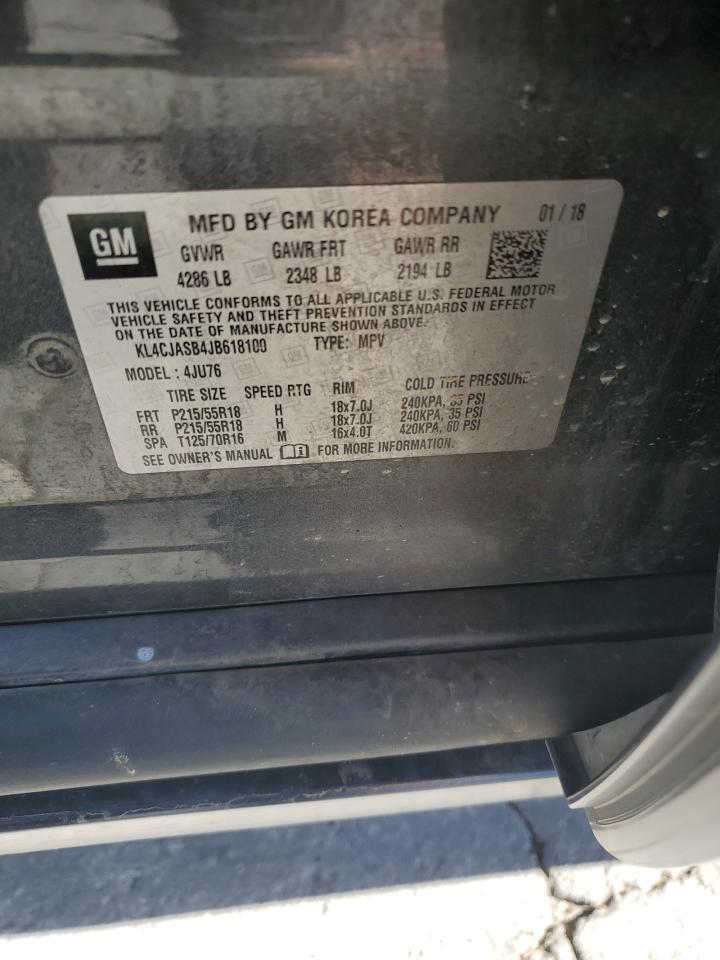 GM
MFD BY GM KOREA COMPANY 01 / 18
GVWR GAWR FRT GAWR RR
4286 LB 2348 LB 2194 LB
THIS VEHICLE CONFORMS TO ALL APPLICABLE U.S. FEDERAL MOTOR
VEHICLE SAFETY AND THEFT PREVENTION STANDARDS IN EFFECT
ON THE DATE OF MANUFACTURE SHOWN ABOVE.
KL4CJASB4JB618100 TYPE: MPV
MODEL : 4JU76
TIRE SIZE SPEED RTG RIM COLD TIRE PRESSURE
FRT P215/55R18 H 18x7.0J 240KPA, 35 PSI
RR P215/55R18 H 18x7.0J 240KPA, 35 PSI
SPA T125/70R16 M 16x4.0T 420KPA, 60 PSI
SEE OWNER'S MANUAL FOR MORE INFORMATION.